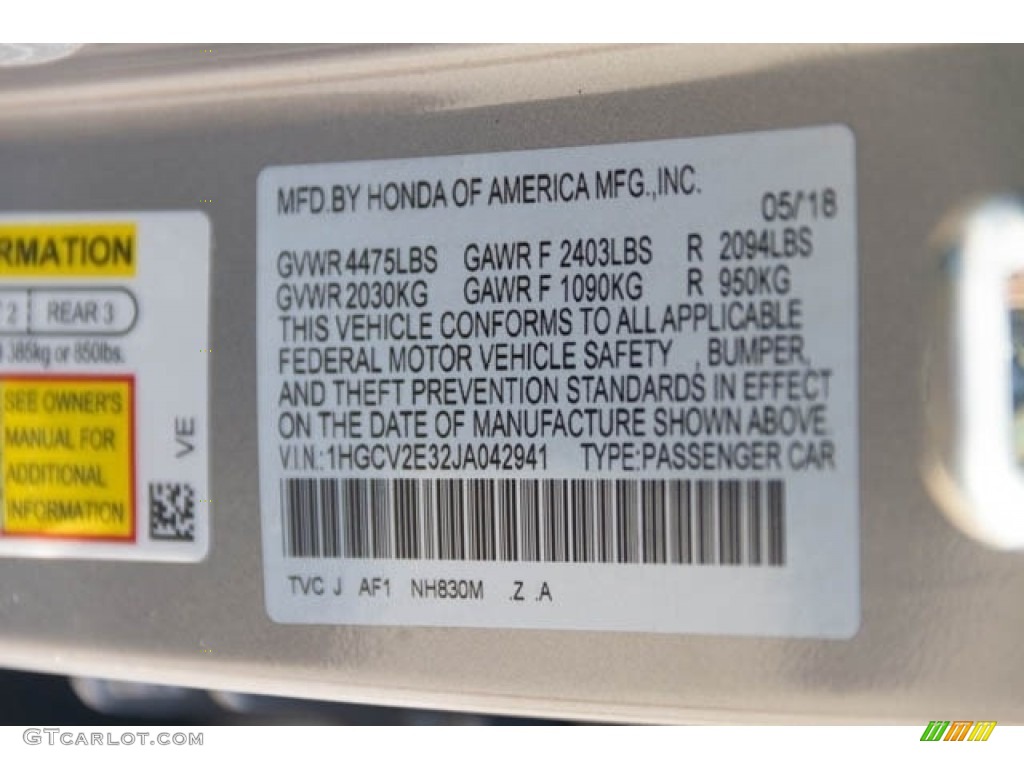 RMATION
2 REAR 3
385kg or 850lbs.
SEE OWNER'S
MANUAL FOR
ADDITIONAL
INFORMATION
VE
MFD.BY HONDA OF AMERICA MFG.,INC.
05/'18
GVWR 4475LBS GAWR F 2403LBS R 2094LBS
GVWR 2030KG GAWR F 1090KG R 950KG
THIS VEHICLE CONFORMS TO ALL APPLICABLE
FEDERAL MOTOR VEHICLE SAFETY , BUMPER,
AND THEFT PREVENTION STANDARDS IN EFFECT
ON THE DATE OF MANUFACTURE SHOWN ABOVE.
V.I.N.:1HGCV2E32JA042941 TYPE:PASSENGER CAR
TVC J AF1 NH830M .Z .A
GTCARLOT.COM